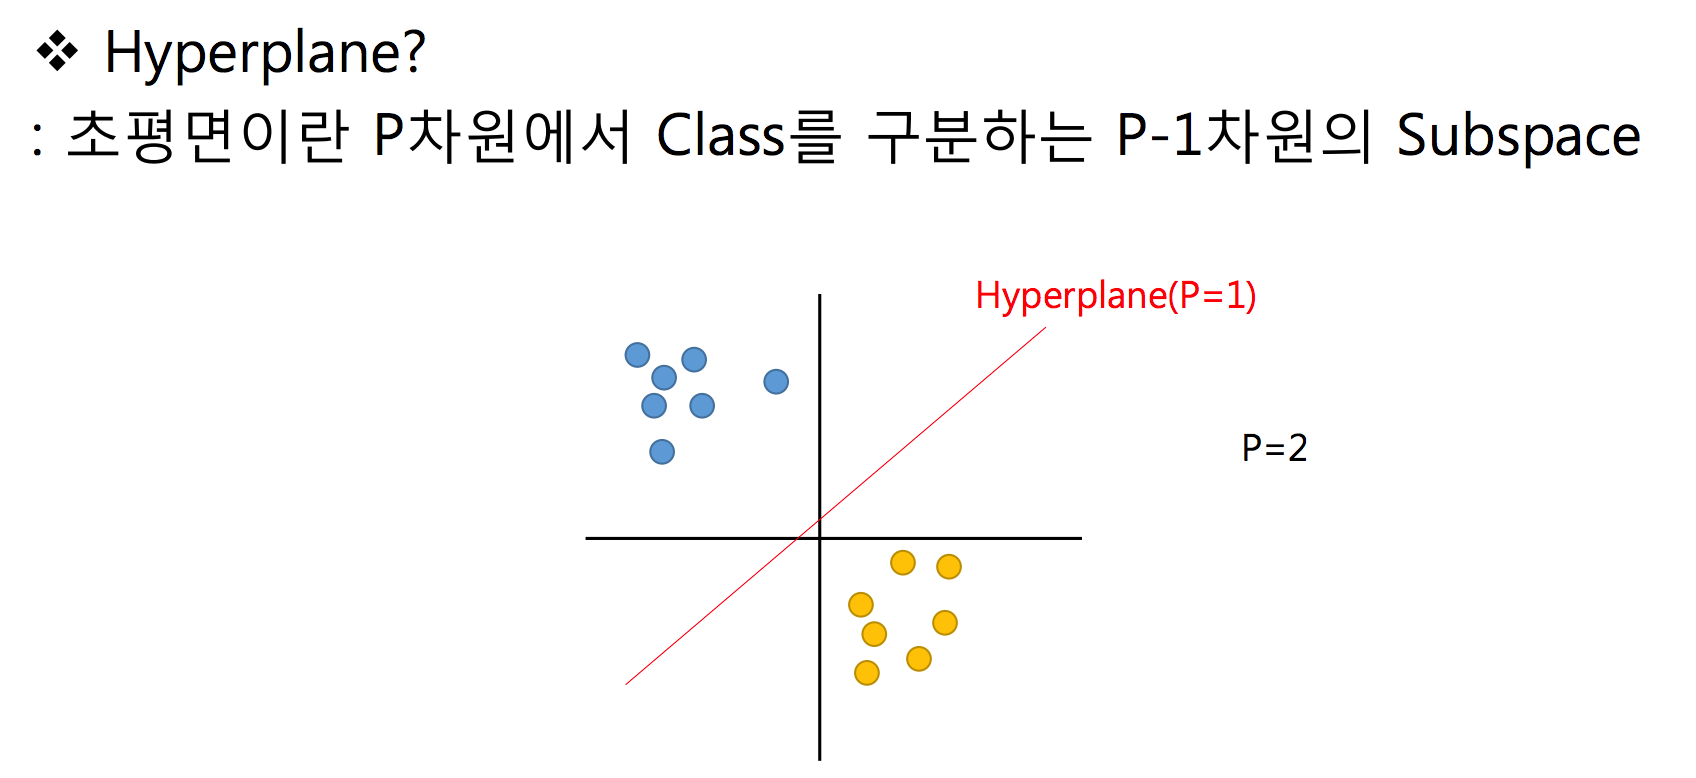 ❖ Hyperplane?
: 초평면이란 P차원에서 Class를 구분하는 P-1차원의 Subspace
Hyperplane(P=1)
P=2